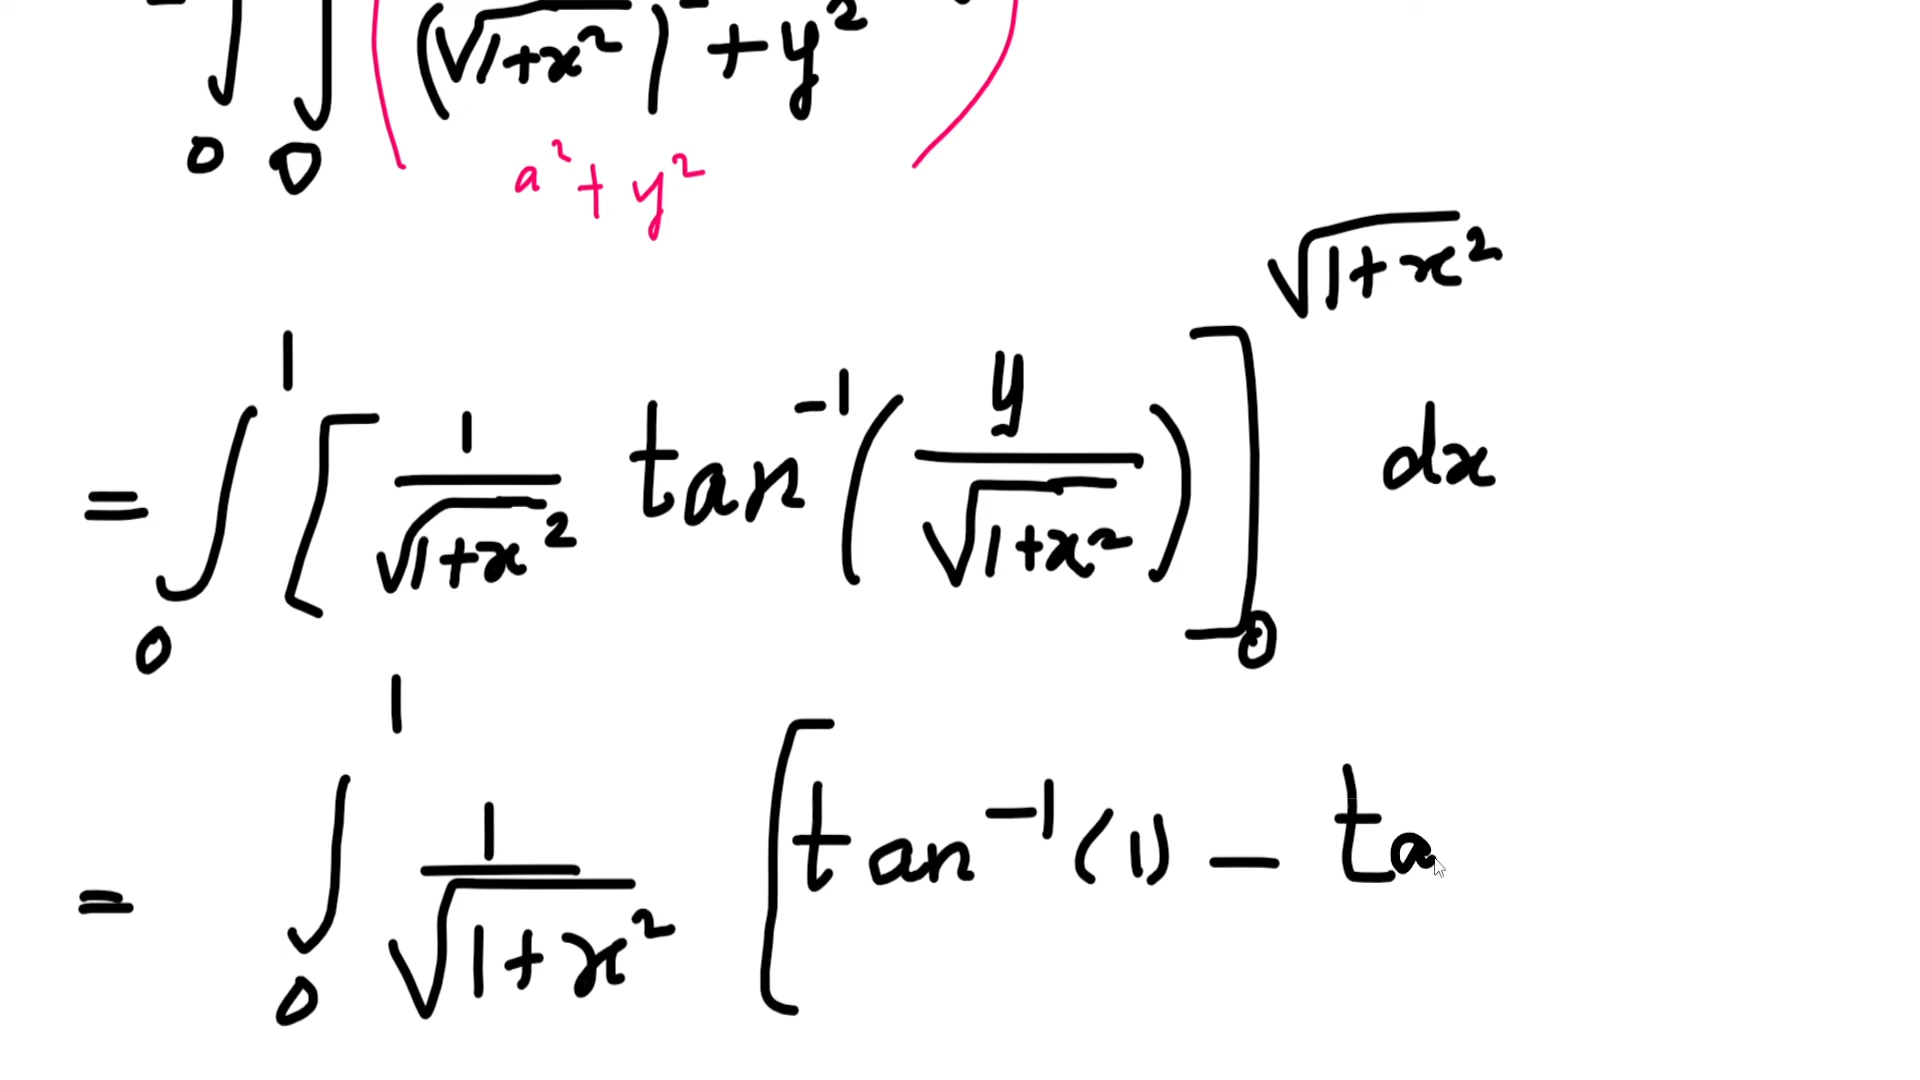 ∫₀ ∫₀ ( (√1+x²)² + y² )
a² + y²
= ∫₀¹ [ 1/√1+x² tan⁻¹( y/√1+x² ) ]₀^√1+x² dx
= ∫₀¹ 1/√1+x² [ tan⁻¹(1) − ta